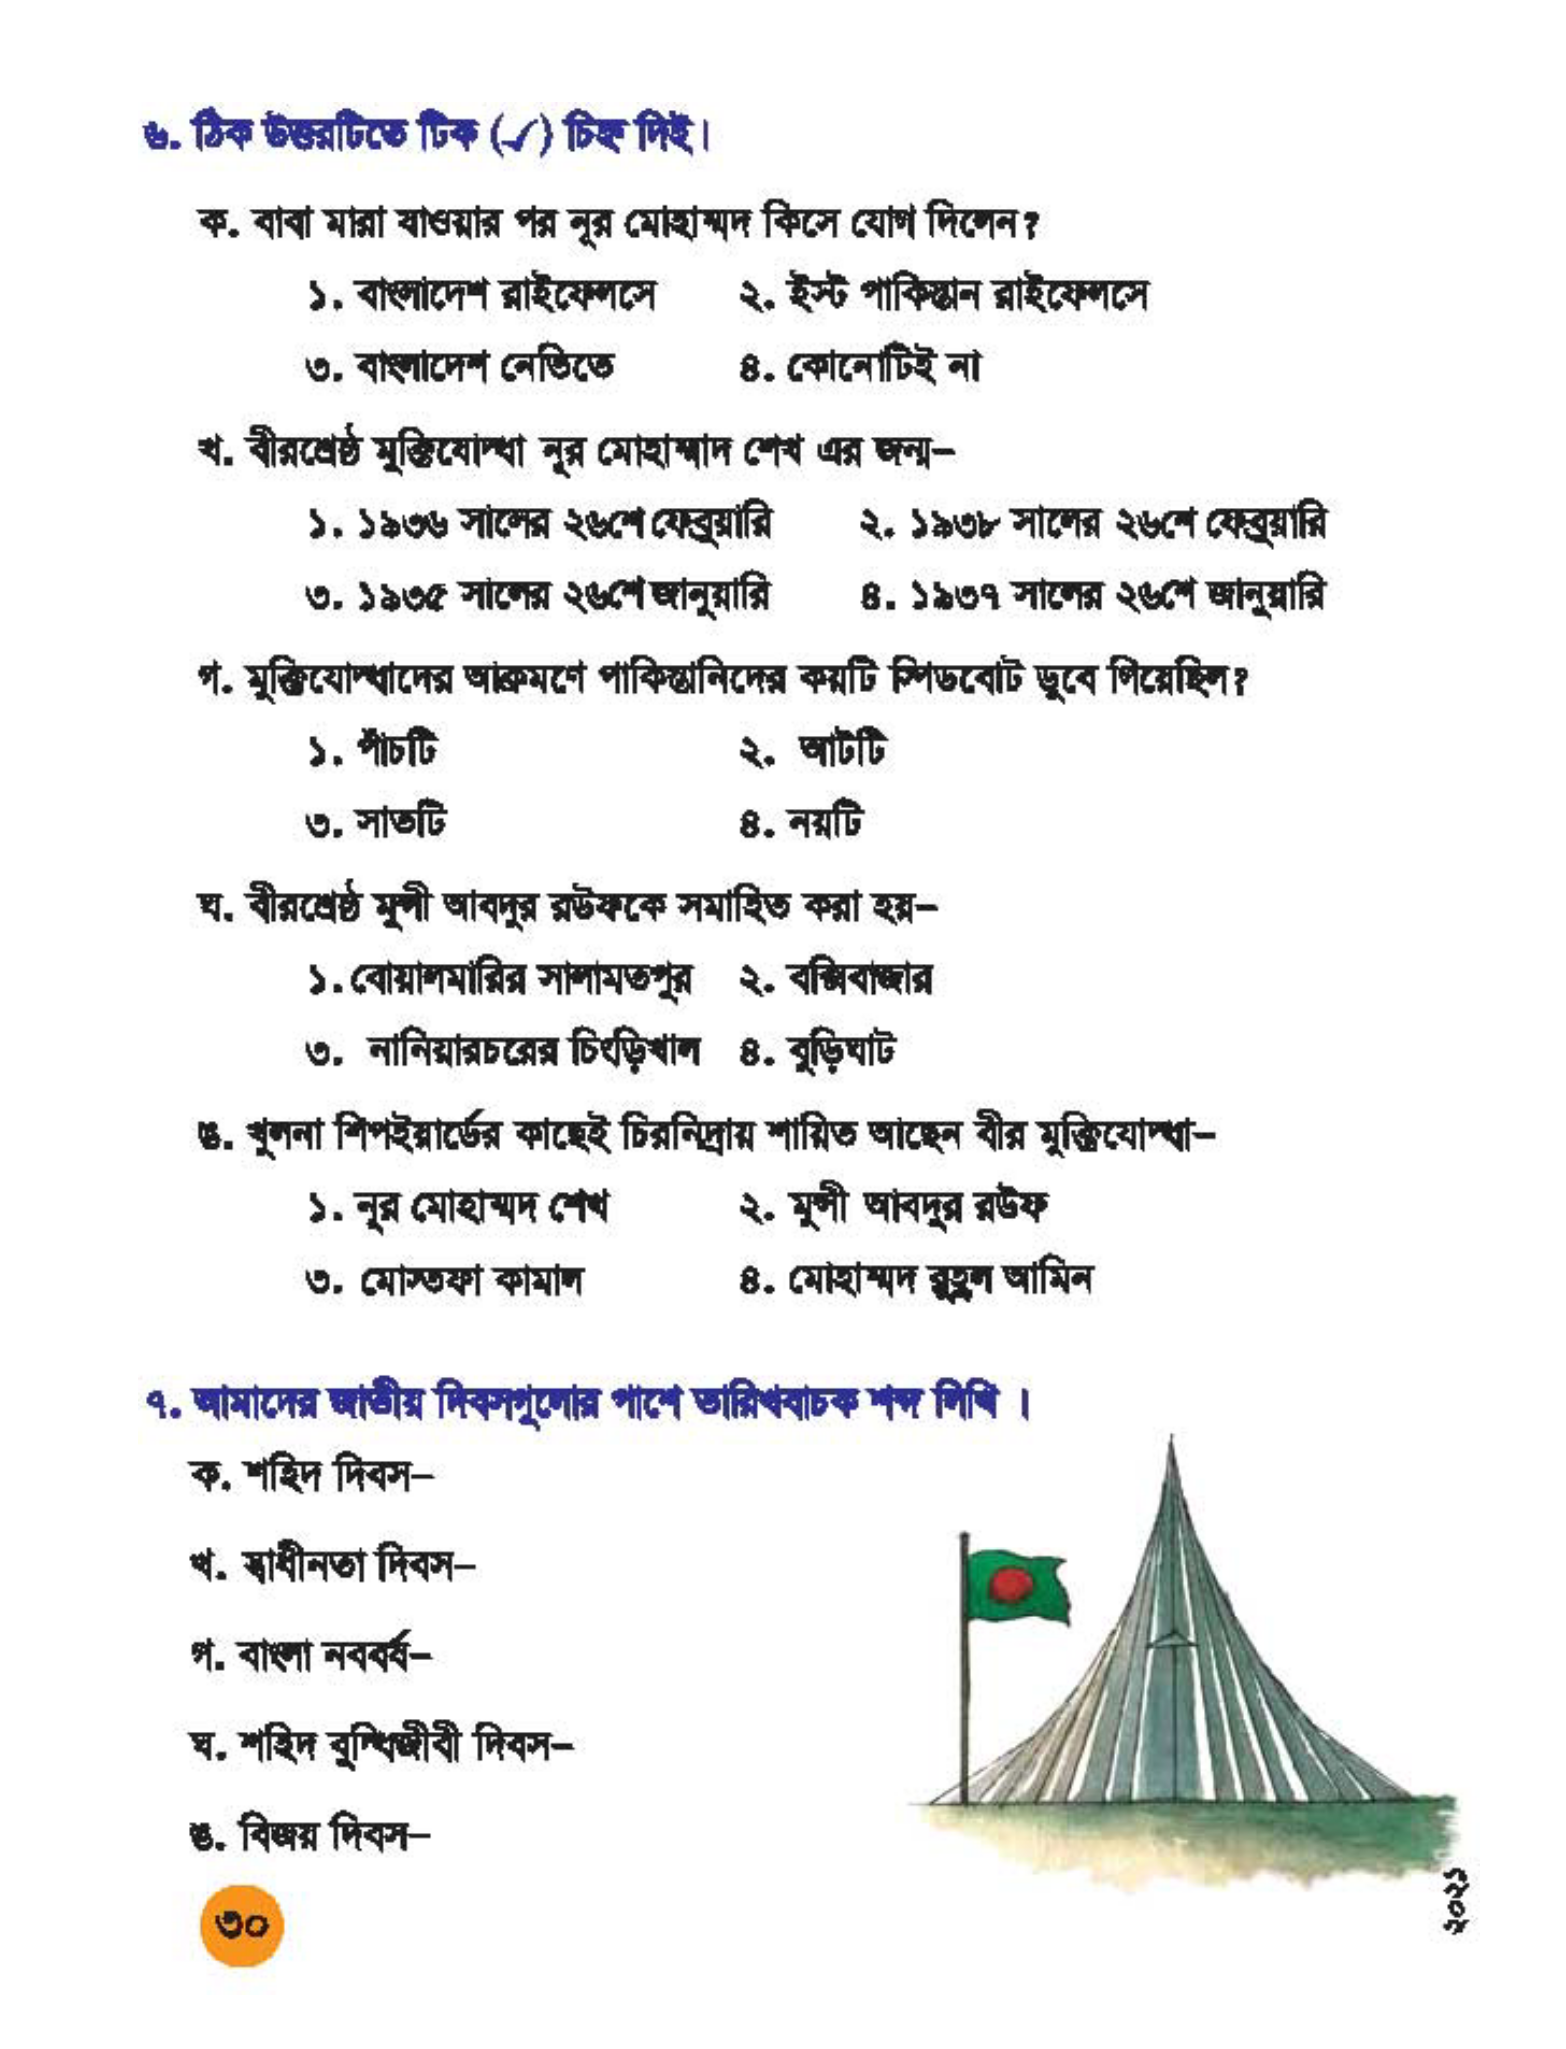 ৬. ঠিক উত্তরটিতে টিক (✓) চিহ্ন দিই।
ক. বাবা মারা যাওয়ার পর নূর মোহাম্মদ কিসে যোগ দিলেন?
১. বাংলাদেশ রাইফেলসে ২. ইস্ট পাকিস্তান রাইফেলসে
৩. বাংলাদেশ নেভিতে ৪. কোনোটিই না
খ. বীরশ্রেষ্ঠ মুক্তিযোদ্ধা নূর মোহাম্মাদ শেখ এর জন্ম–
১. ১৯৩৬ সালের ২৬শে ফেব্রুয়ারি ২. ১৯৩৮ সালের ২৬শে ফেব্রুয়ারি
৩. ১৯৩৫ সালের ২৬শে জানুয়ারি ৪. ১৯৩৭ সালের ২৬শে জানুয়ারি
গ. মুক্তিযোদ্ধাদের আক্রমণে পাকিস্তানিদের কয়টি স্পিডবোট ডুবে গিয়েছিল?
১. পাঁচটি ২. আটটি
৩. সাতটি ৪. নয়টি
ঘ. বীরশ্রেষ্ঠ মুন্সী আবদুর রউফকে সমাহিত করা হয়–
১. বোয়ালমারির সালামতপুর ২. বক্সিবাজার
৩. নানিয়ারচরের চিংড়িখাল ৪. বুড়িঘাট
ঙ. খুলনা শিপইয়ার্ডের কাছেই চিরনিদ্রায় শায়িত আছেন বীর মুক্তিযোদ্ধা–
১. নূর মোহাম্মদ শেখ ২. মুন্সী আবদুর রউফ
৩. মোস্তফা কামাল ৪. মোহাম্মদ রুহুল আমিন
৭. আমাদের জাতীয় দিবসগুলোর পাশে তারিখবাচক শব্দ লিখি ।
ক. শহিদ দিবস–
খ. স্বাধীনতা দিবস–
গ. বাংলা নববর্ষ–
ঘ. শহিদ বুদ্ধিজীবী দিবস–
ঙ. বিজয় দিবস–
৩০
২০২১